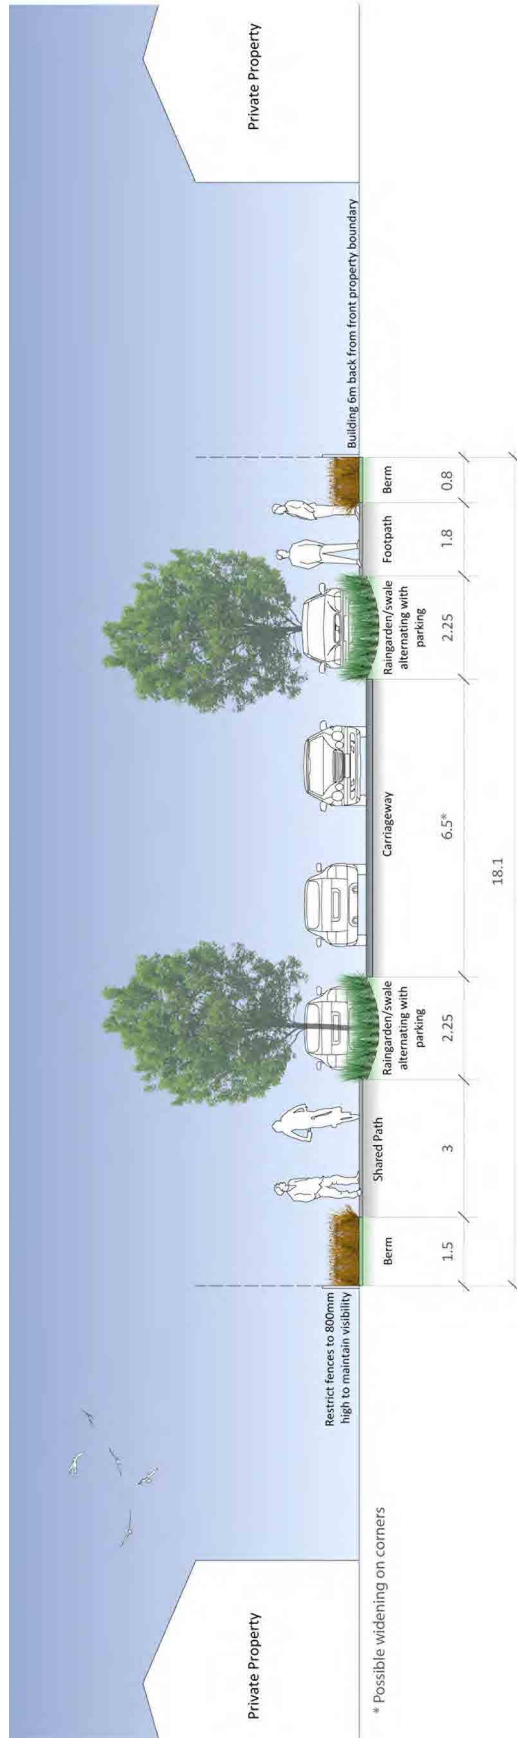 Private Property
Private Property
Restrict fences to 800mm
high to maintain visibility
Building 6m back from front property boundary
Berm
Shared Path
Raingarden/swale
alternating with
parking
Carriageway
Raingarden/swale
alternating with
parking
Footpath
Berm
1.5
3
2.25
6.5*
2.25
1.8
0.8
18.1
* Possible widening on corners